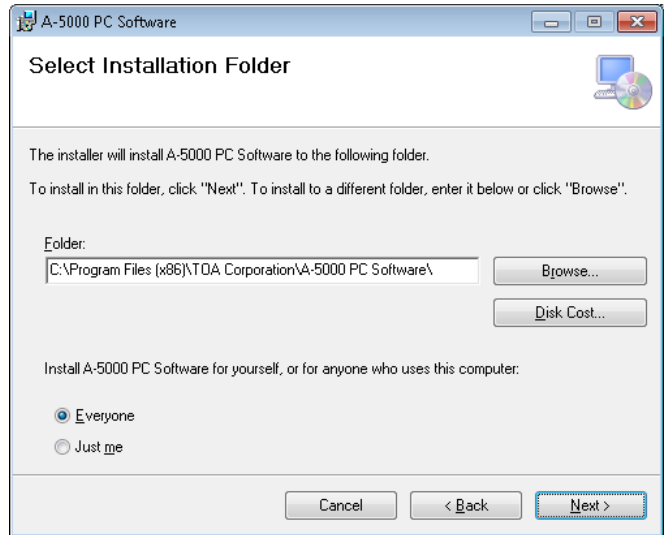 A-5000 PC Software
Select Installation Folder
The installer will install A-5000 PC Software to the following folder.
To install in this folder, click "Next". To install to a different folder, enter it below or click "Browse".
Folder:
C:\Program Files (x86)\TOA Corporation\A-5000 PC Software\
Browse...
Disk Cost...
Install A-5000 PC Software for yourself, or for anyone who uses this computer:
Everyone
Just me
Cancel
< Back
Next >